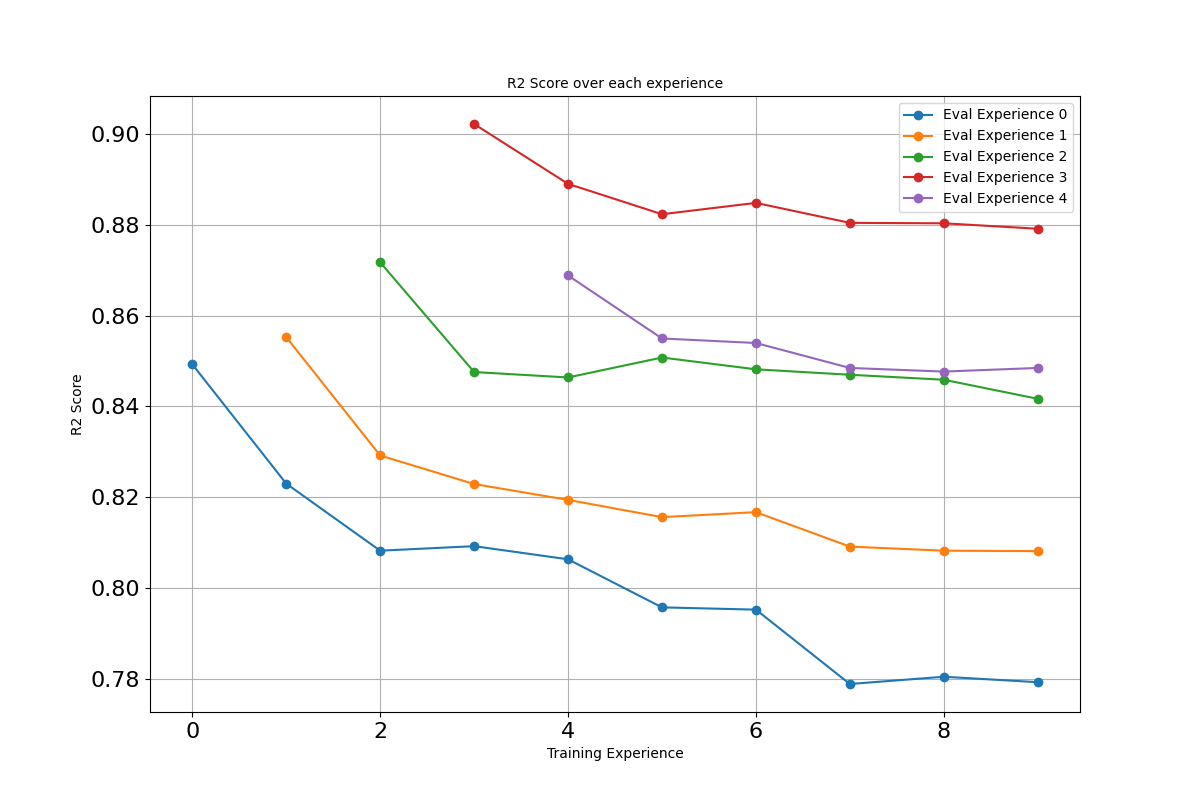 R2 Score over each experience
Eval Experience 0
Eval Experience 1
Eval Experience 2
Eval Experience 3
Eval Experience 4
R2 Score
0.90
0.88
0.86
0.84
0.82
0.80
0.78
0 2 4 6 8
Training Experience